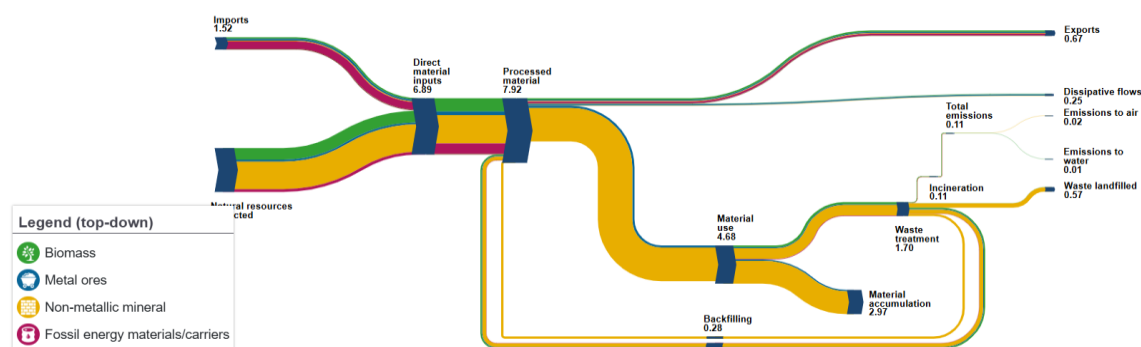 Imports
1.52
Exports
0.67
Direct
material
inputs
6.89
Processed
material
7.92
Dissipative flows
0.25
Total
emissions
0.11
Emissions to air
0.02
Emissions to
water
0.01
Natural resources
Incineration
0.11
Waste landfilled
0.57
Material
use
4.68
Waste
treatment
1.70
Material
accumulation
2.97
Backfilling
0.28
Legend (top-down)
Biomass
Metal ores
Non-metallic mineral
Fossil energy materials/carriers